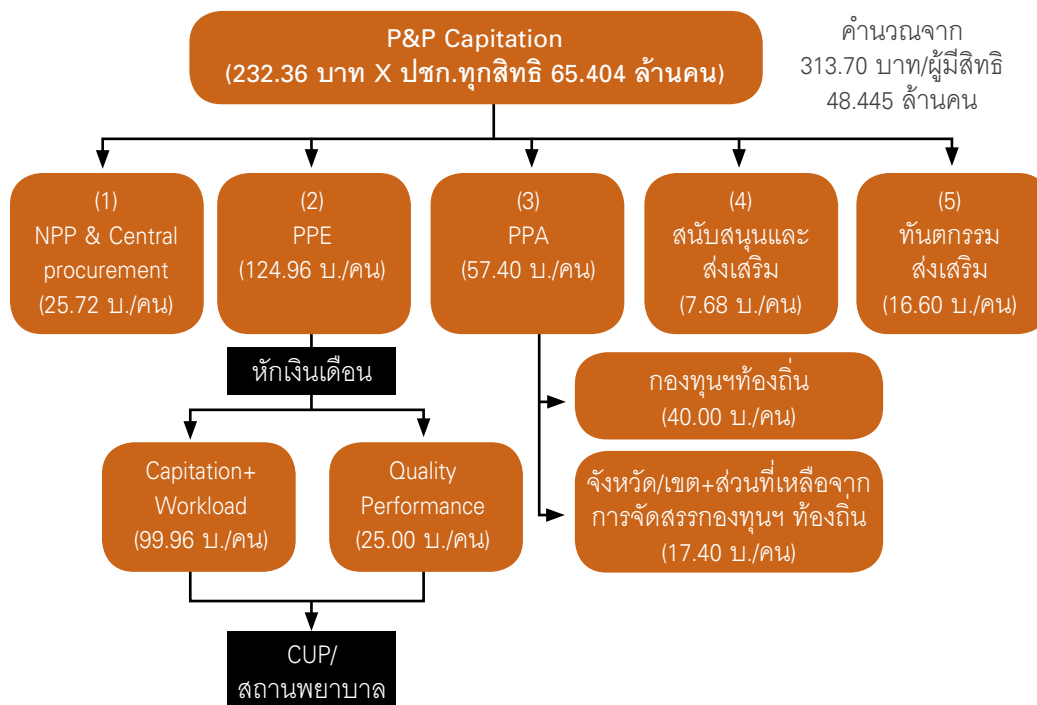 P&P Capitation
(232.36 บาท X ปชก.ทุกสิทธิ 65.404 ล้านคน)
คำนวณจาก
313.70 บาท/ผู้มีสิทธิ
48.445 ล้านคน
(1)
NPP & Central
procurement
(25.72 บ./คน)
(2)
PPE
(124.96 บ./คน)
(3)
PPA
(57.40 บ./คน)
(4)
สนับสนุนและ
ส่งเสริม
(7.68 บ./คน)
(5)
ทันตกรรม
ส่งเสริม
(16.60 บ./คน)
หักเงินเดือน
กองทุนฯท้องถิ่น
(40.00 บ./คน)
Capitation+
Workload
(99.96 บ./คน)
Quality
Performance
(25.00 บ./คน)
จังหวัด/เขต+ส่วนที่เหลือจาก
การจัดสรรกองทุนฯ ท้องถิ่น
(17.40 บ./คน)
CUP/
สถานพยาบาล